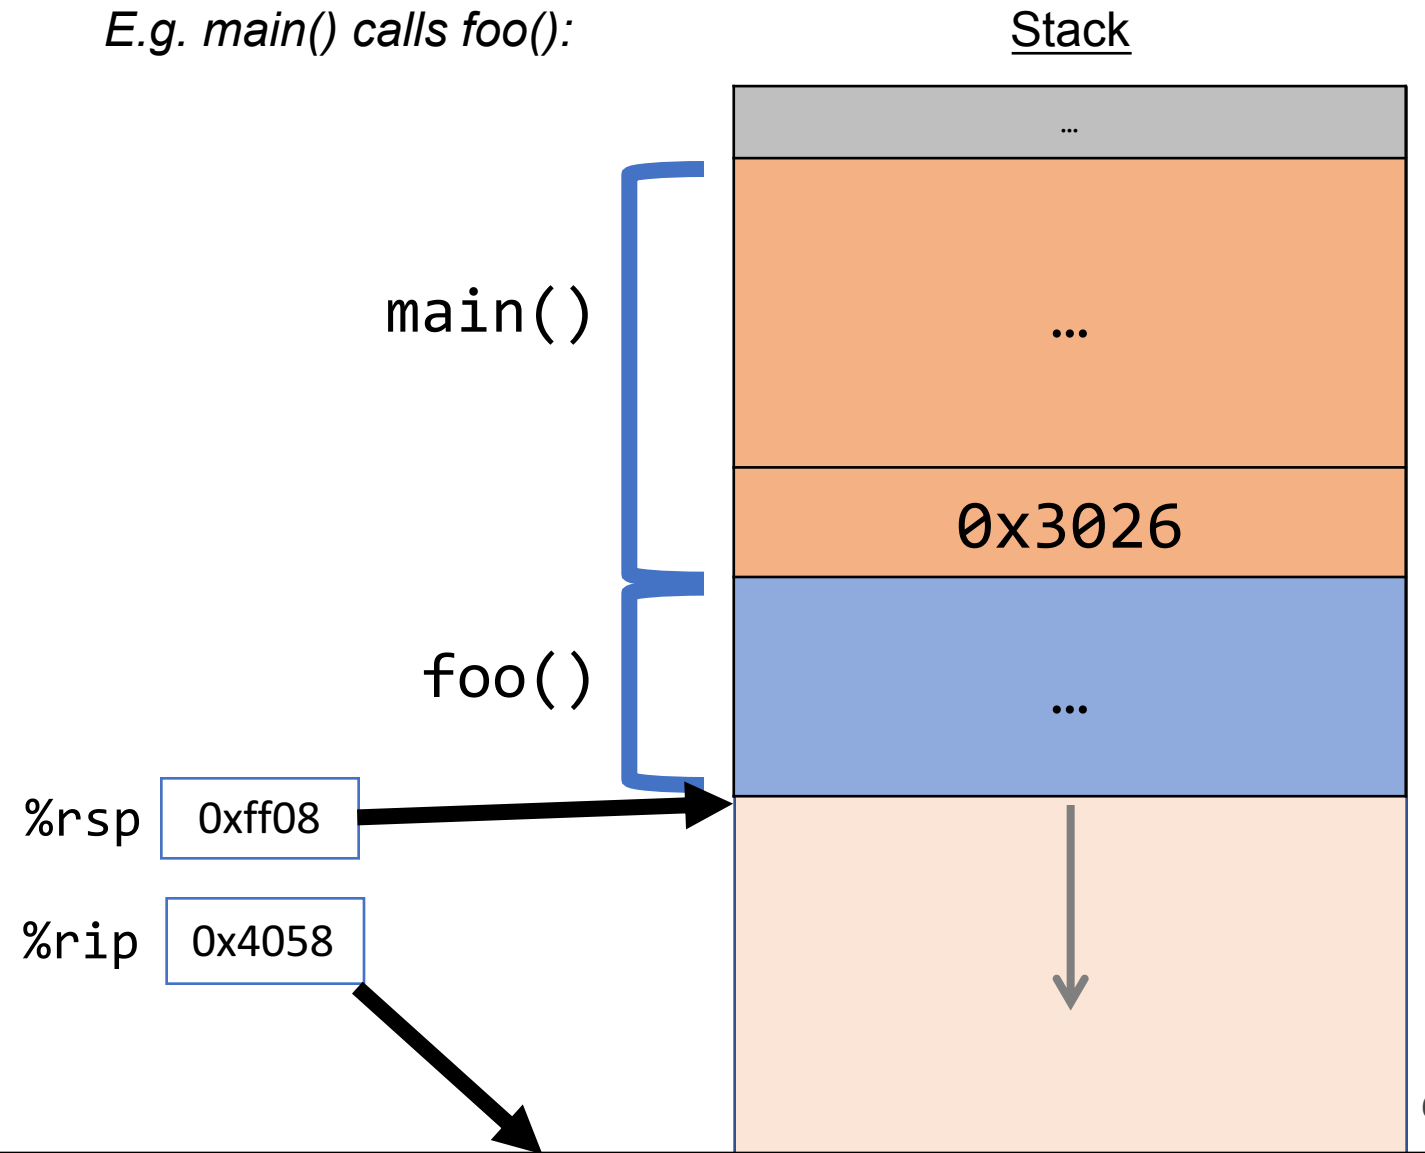 E.g. main() calls foo():
Stack
…
main()
…
0x3026
foo()
…
%rsp
0xff08
%rip
0x4058